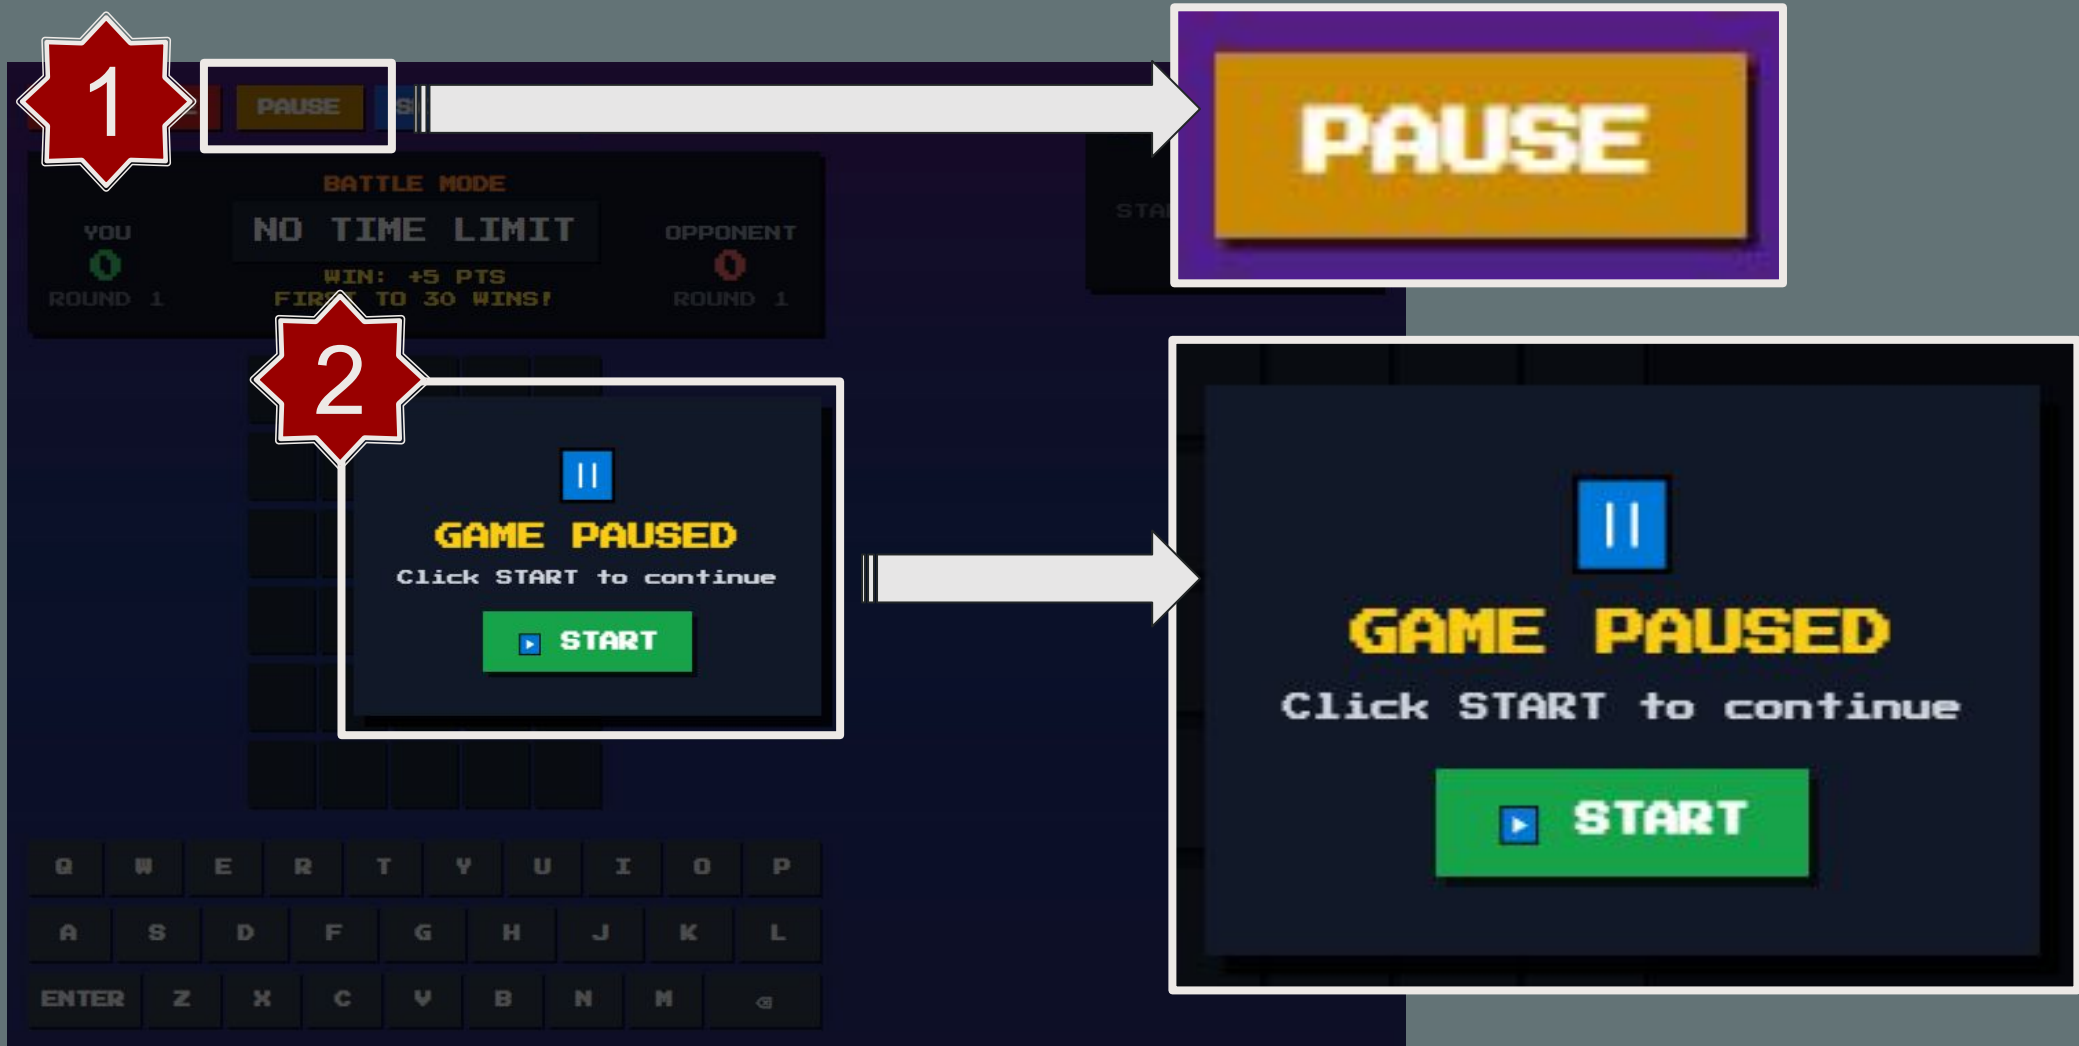 1
PAUSE
PAUSE
BATTLE MODE
YOU
NO TIME LIMIT
OPPONENT
0
0
WIN: +5 PTS
ROUND 1
FIRST TO 30 WINS!
ROUND 1
2
GAME PAUSED
Click START to continue
START
GAME PAUSED
Click START to continue
START
Q W E R T Y U I O P
A S D F G H J K L
ENTER Z X C V B N M ⌫